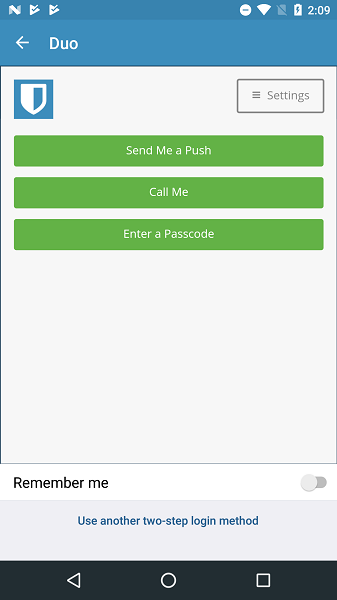 2:09
Duo
Settings
Send Me a Push
Call Me
Enter a Passcode
Remember me
Use another two-step login method